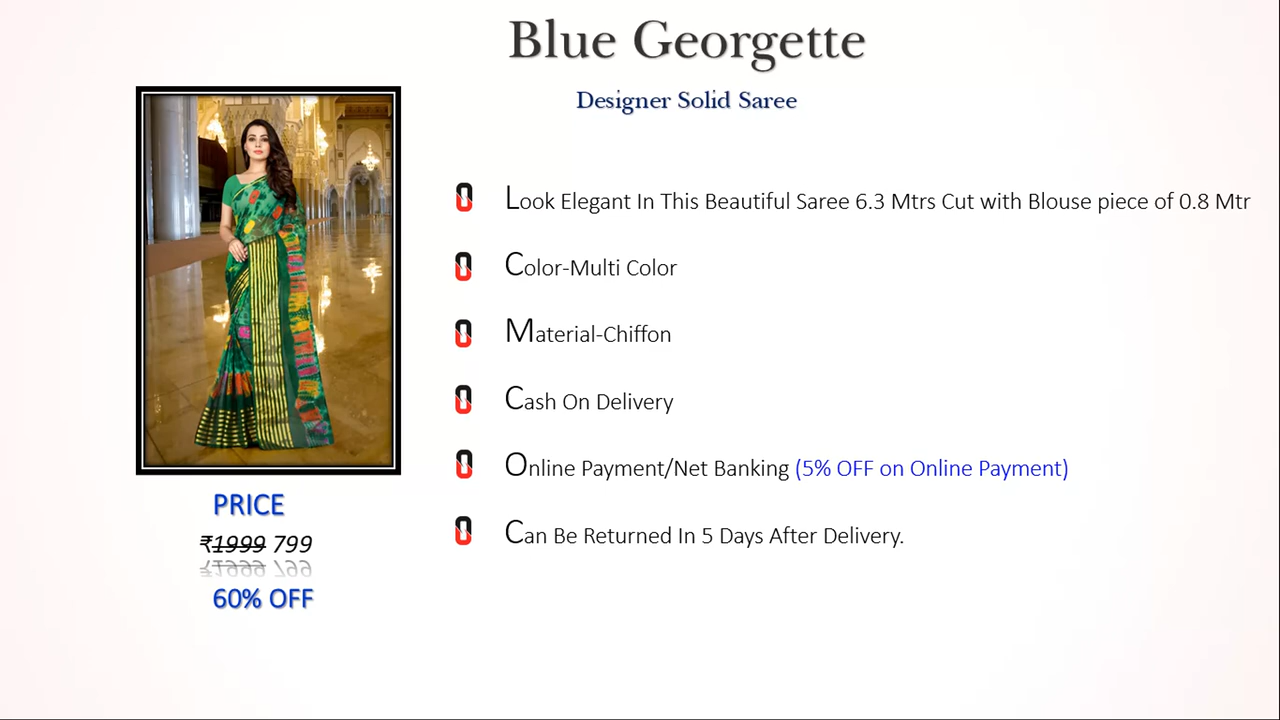 Blue Georgette
Designer Solid Saree
Look Elegant In This Beautiful Saree 6.3 Mtrs Cut with Blouse piece of 0.8 Mtr
Color-Multi Color
Material-Chiffon
Cash On Delivery
Online Payment/Net Banking (5% OFF on Online Payment)
Can Be Returned In 5 Days After Delivery.
PRICE
₹1999 799
60% OFF